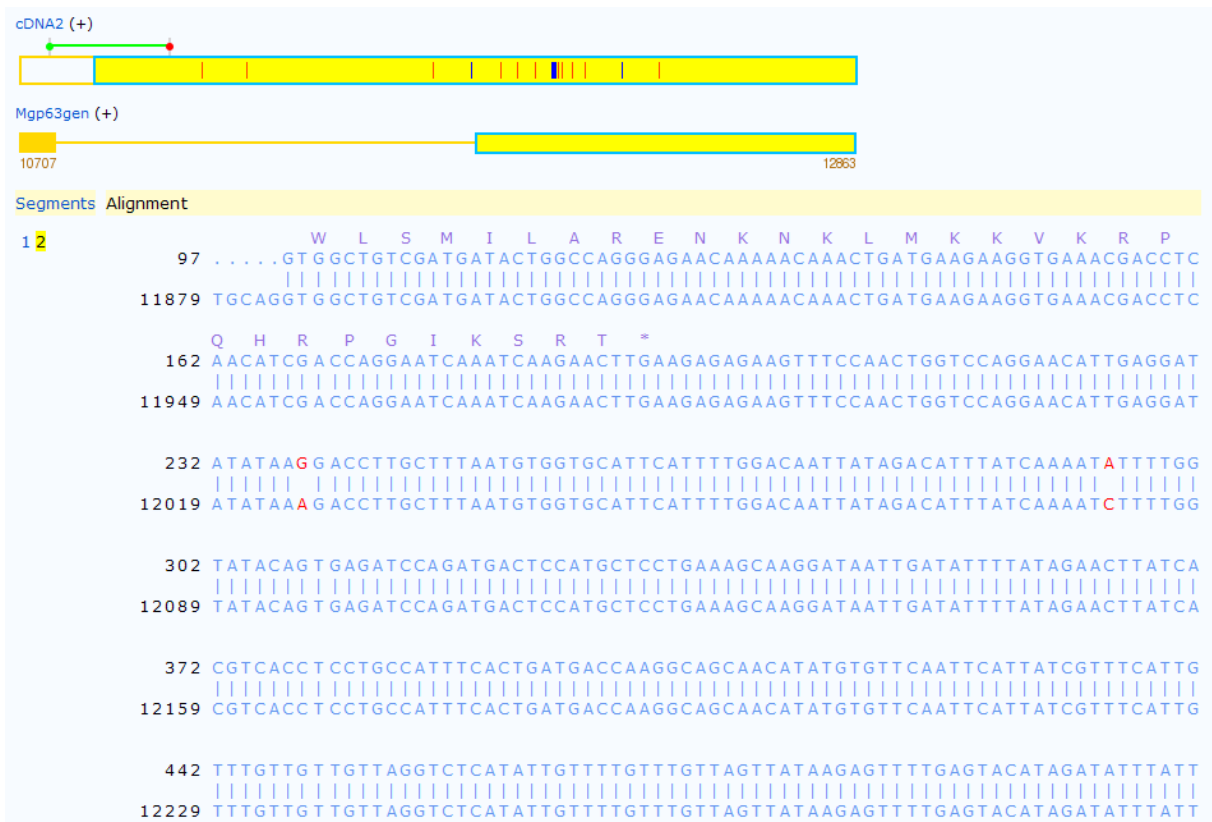 cDNA2 (+)
Mgp63gen (+)
10707 12863
Segments Alignment
1 2
W L S M I L A R E N K N K L M K K V K R P
97 .....GTGGCTGTCGATGATACTGGCCAGGGAGAACAAAAACAAACTGATGAAGAAGGTGAAACGACCTC
11879 TGCAGGTGGCTGTCGATGATACTGGCCAGGGAGAACAAAAACAAACTGATGAAGAAGGTGAAACGACCTC
Q H R P G I K S R T *
162 AACATCGACCAGGAATCAAATCAAGAACTTGAAGAGAGAAGTTTCCAACTGGTCCAGGAACATTGAGGAT
11949 AACATCGACCAGGAATCAAATCAAGAACTTGAAGAGAGAAGTTTCCAACTGGTCCAGGAACATTGAGGAT
232 ATATAAGGACCTTGCTTTAATGTGGTGCATTCATTTTGGACAATTATAGACATTTATCAAAATATTTTGG
12019 ATATAAAGACCTTGCTTTAATGTGGTGCATTCATTTTGGACAATTATAGACATTTATCAAAATCTTTTGG
302 TATACAGTGAGATCCAGATGACTCCATGCTCCTGAAAGCAAGGATAATTGATATTTTATAGAACTTATCA
12089 TATACAGTGAGATCCAGATGACTCCATGCTCCTGAAAGCAAGGATAATTGATATTTTATAGAACTTATCA
372 CGTCACCTCCTGCCATTTCACTGATGACCAAGGCAGCAACATATGTGTTCAATTCATTATCGTTTCATTG
12159 CGTCACCTCCTGCCATTTCACTGATGACCAAGGCAGCAACATATGTGTTCAATTCATTATCGTTTCATTG
442 TTTGTTGTTGTTAGGTCTCATATTGTTTTGTTTGTTAGTTATAAGAGTTTTGAGTACATAGATATTTATT
12229 TTTGTTGTTGTTAGGTCTCATATTGTTTTGTTTGTTAGTTATAAGAGTTTTGAGTACATAGATATTTATT